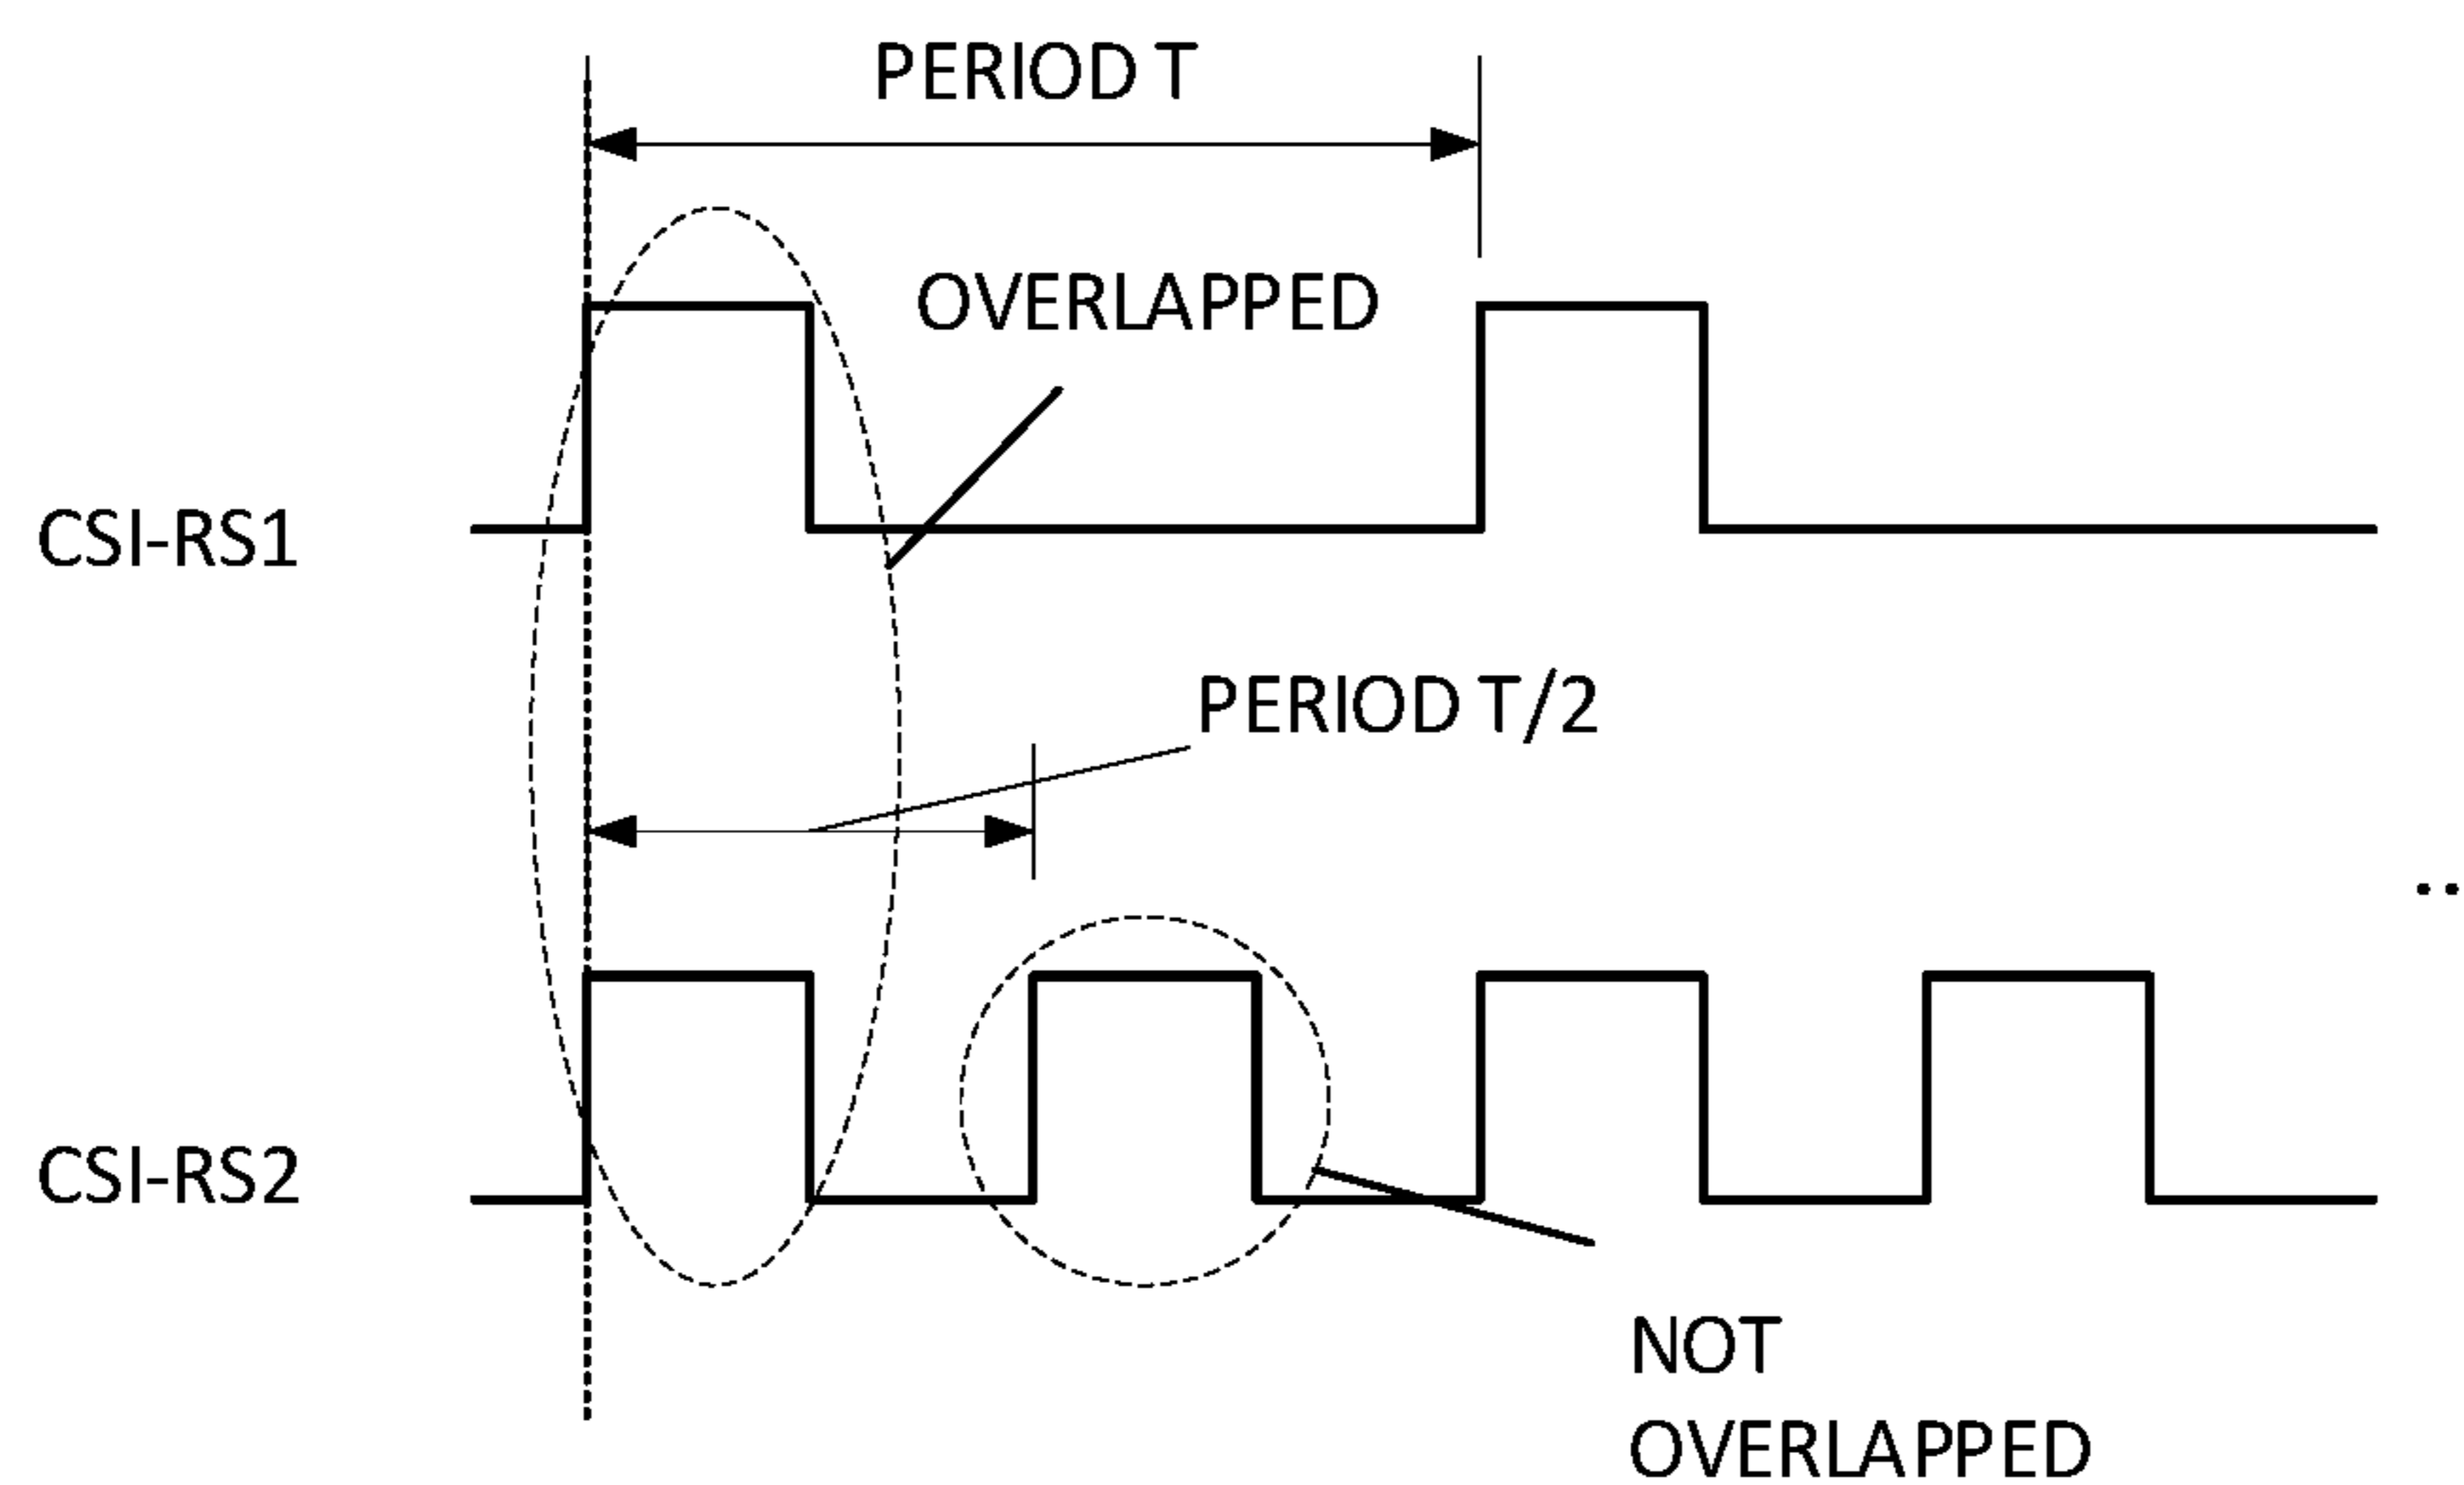 PERIOD T
OVERLAPPED
CSI-RS1
PERIOD T/2
CSI-RS2
NOT
OVERLAPPED